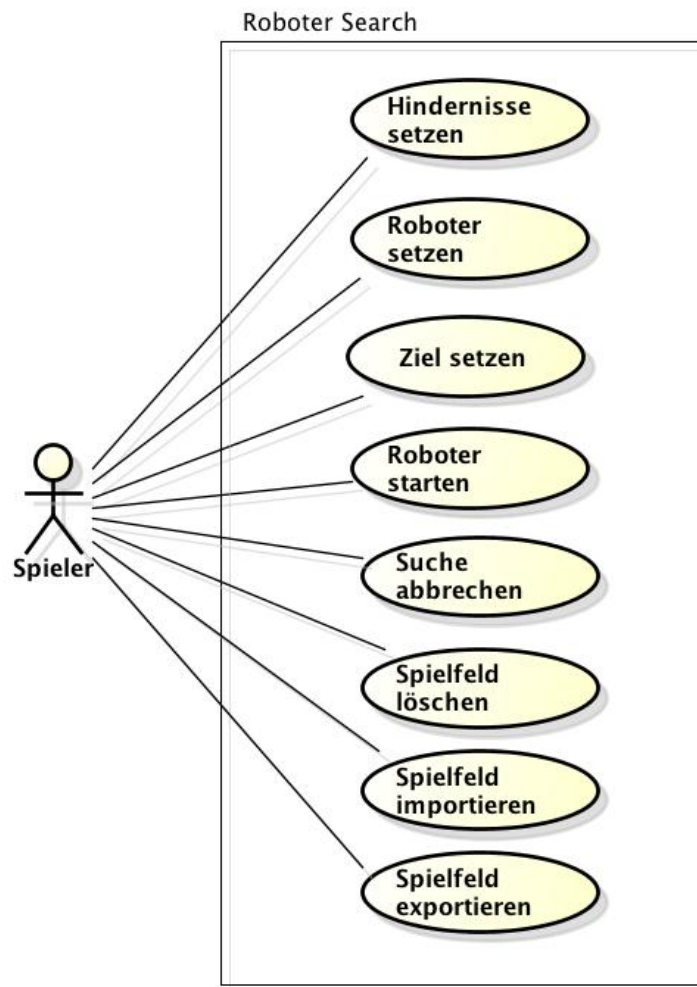 Roboter Search
Hindernisse
setzen
Roboter
setzen
Ziel setzen
Roboter
starten
Spieler
Suche
abbrechen
Spielfeld
löschen
Spielfeld
importieren
Spielfeld
exportieren